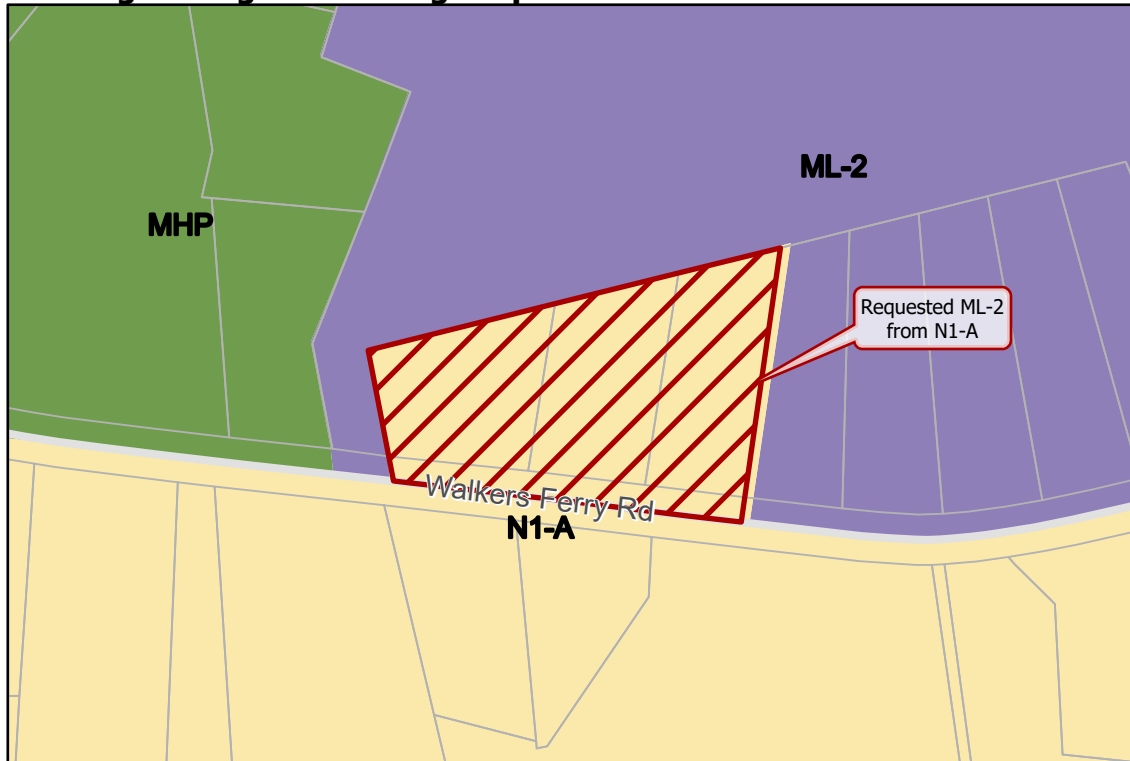 ML-2
MHP
Requested ML-2
from N1-A
Walkers Ferry Rd
N1-A